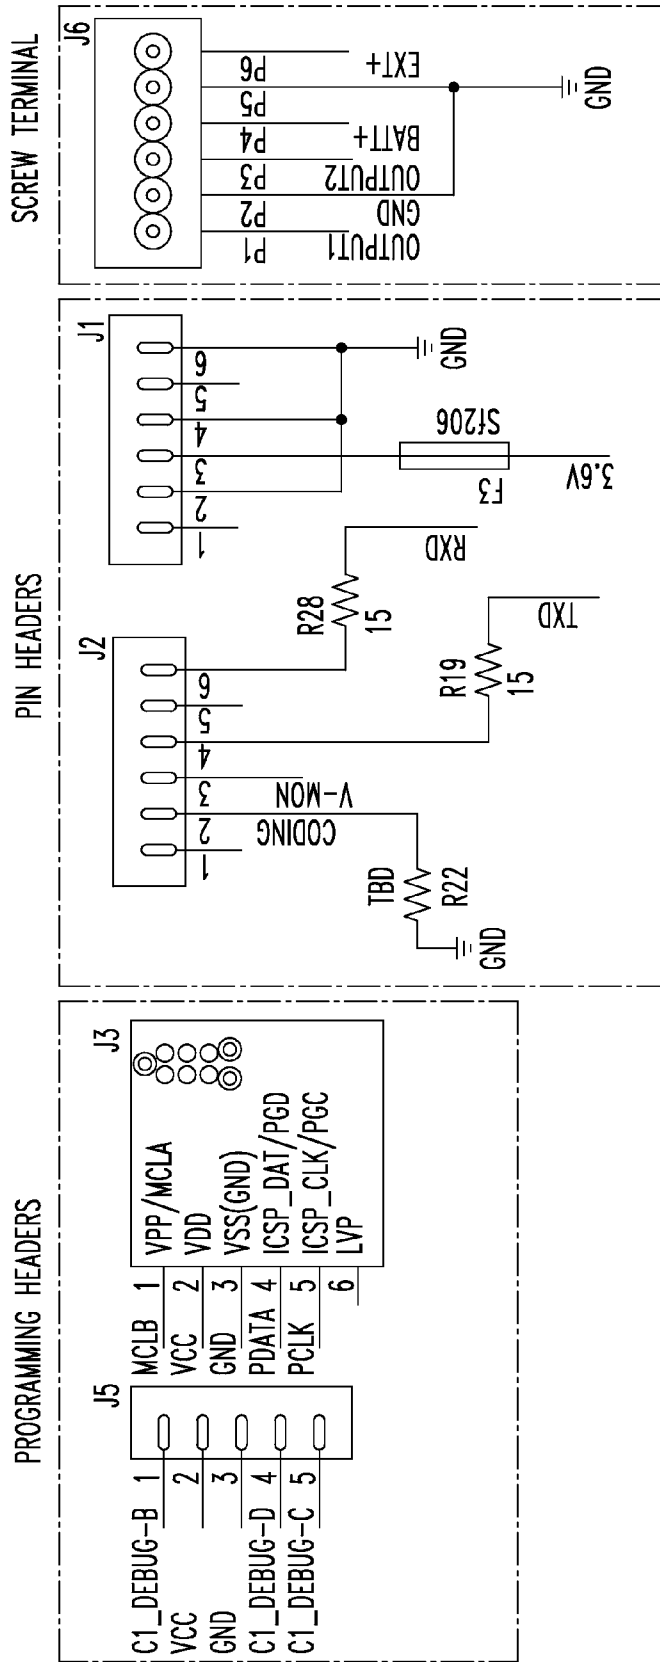 PROGRAMMING HEADERS
J5
C1_DEBUG-B 1
VCC 2
GND 3
C1_DEBUG-D 4
C1_DEBUG-C 5
J3
MCLB 1 VPP/MCLA
VCC 2 VDD
GND 3 VSS(GND)
PDATA 4 ICSP_DAT/PGD
PCLK 5 ICSP_CLK/PGC
6 LVP
PIN HEADERS
J2
1
2
3
4
5
6
CODING
V-MON
TBD
R22
GND
R19
15
TXD
R28
15
RXD
J1
1
2
3
4
5
6
F3
Sf206
3.6V
GND
SCREW TERMINAL
J6
P1
P2
P3
P4
P5
P6
OUTPUT1
GND
OUTPUT2
BATT+
EXT+
GND